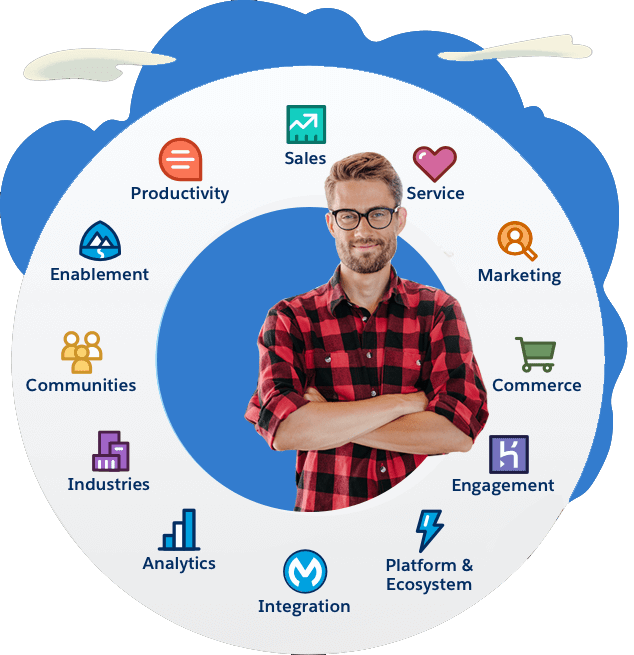 Sales
Service
Productivity
Marketing
Enablement
Communities
Commerce
Industries
Engagement
Analytics
Platform &
Ecosystem
Integration